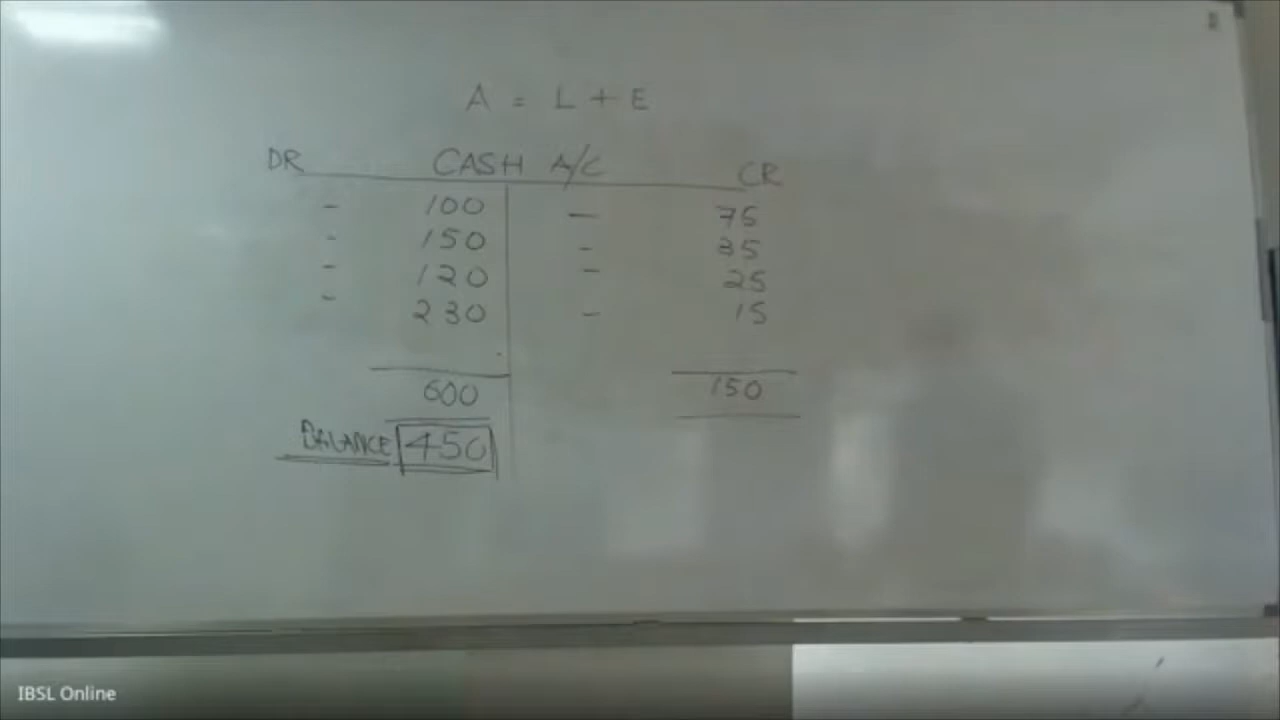 A = L + E
DR CASH A/C CR
- 100 - 75
- 150 - 35
- 120 - 25
- 230 - 15
600 150
BALANCE 450
IBSL Online